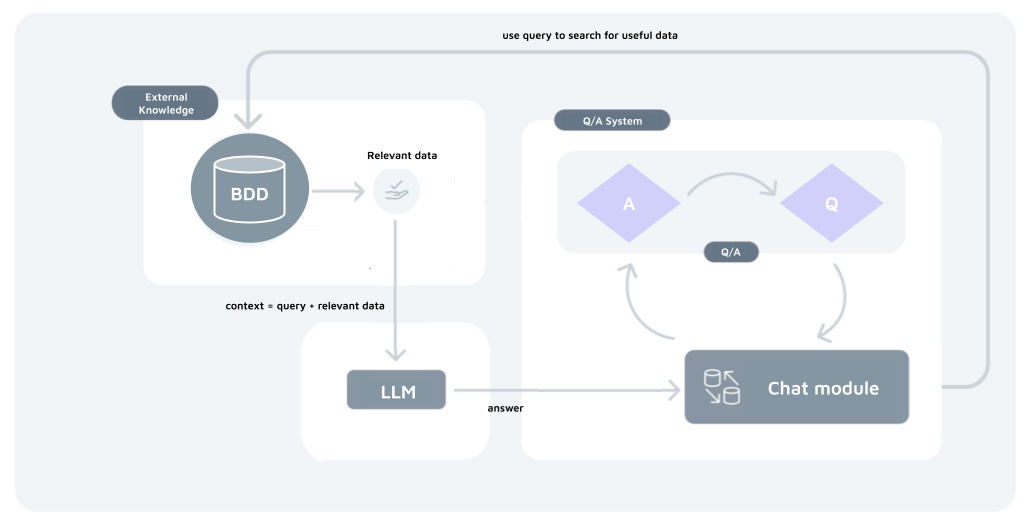 use query to search for useful data
External
Knowledge
Q/A System
Relevant data
BDD
A
Q
Q/A
context = query + relevant data
LLM
Chat module
answer